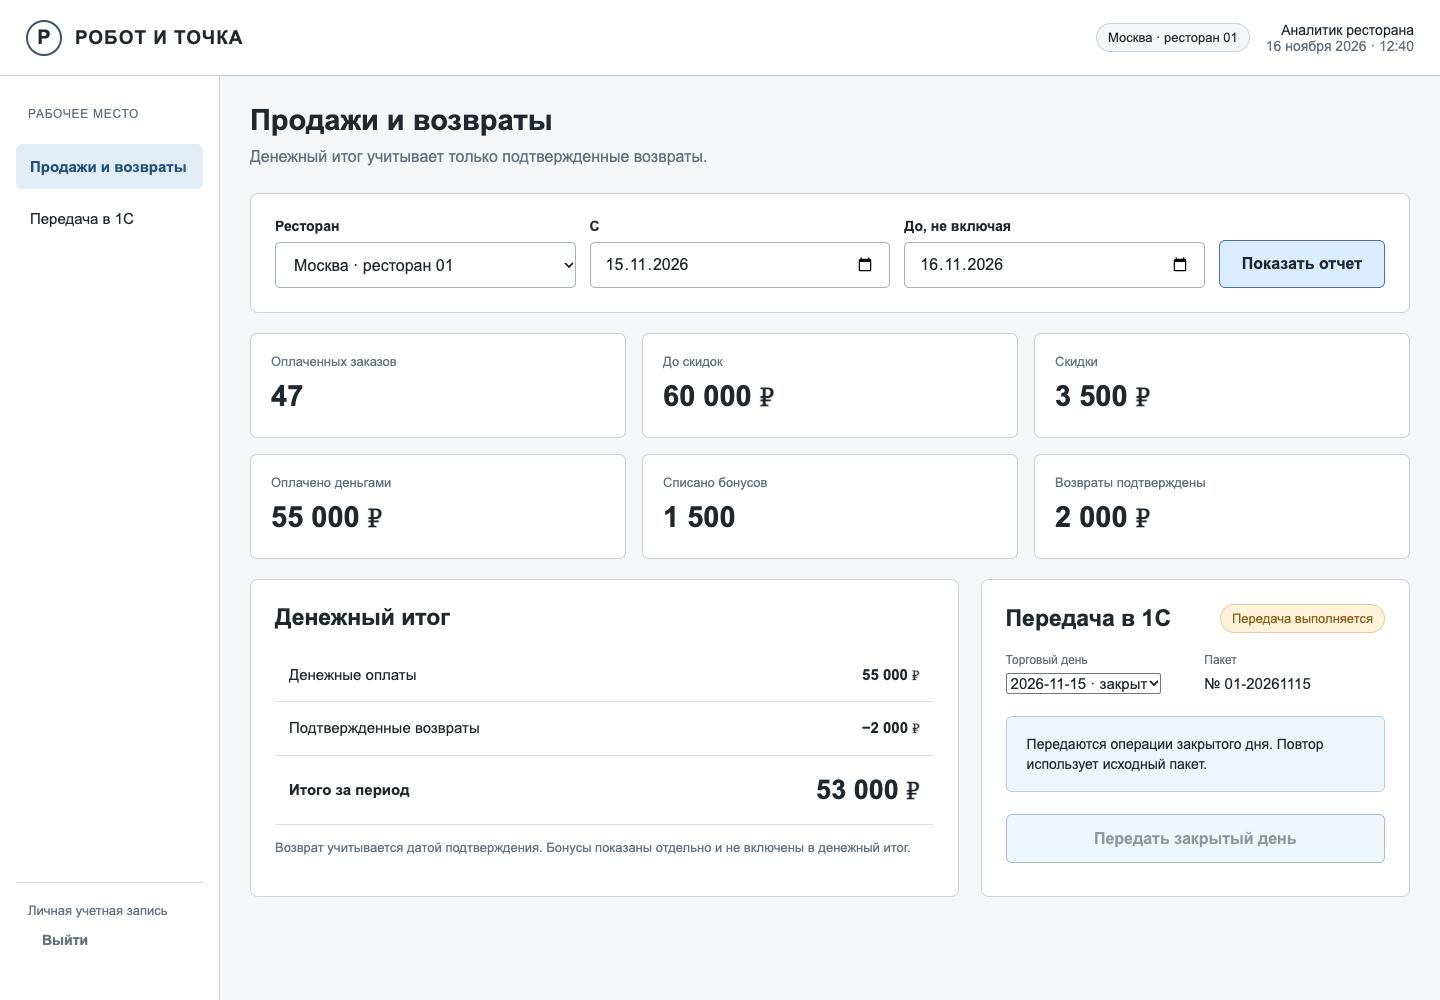 Р РОБОТ И ТОЧКА
Москва · ресторан 01
Аналитик ресторана
16 ноября 2026 · 12:40
РАБОЧЕЕ МЕСТО
Продажи и возвраты
Передача в 1С
Личная учетная запись
Выйти
Продажи и возвраты
Денежный итог учитывает только подтвержденные возвраты.
Ресторан
Москва · ресторан 01
С
15.11.2026
До, не включая
16.11.2026
Показать отчет
Оплаченных заказов
47
До скидок
60 000 ₽
Скидки
3 500 ₽
Оплачено деньгами
55 000 ₽
Списано бонусов
1 500
Возвраты подтверждены
2 000 ₽
Денежный итог
Денежные оплаты 55 000 ₽
Подтвержденные возвраты −2 000 ₽
Итого за период 53 000 ₽
Возврат учитывается датой подтверждения. Бонусы показаны отдельно и не включены в денежный итог.
Передача в 1С
Передача выполняется
Торговый день
2026-11-15 · закрыт
Пакет
№ 01-20261115
Передаются операции закрытого дня. Повтор
использует исходный пакет.
Передать закрытый день